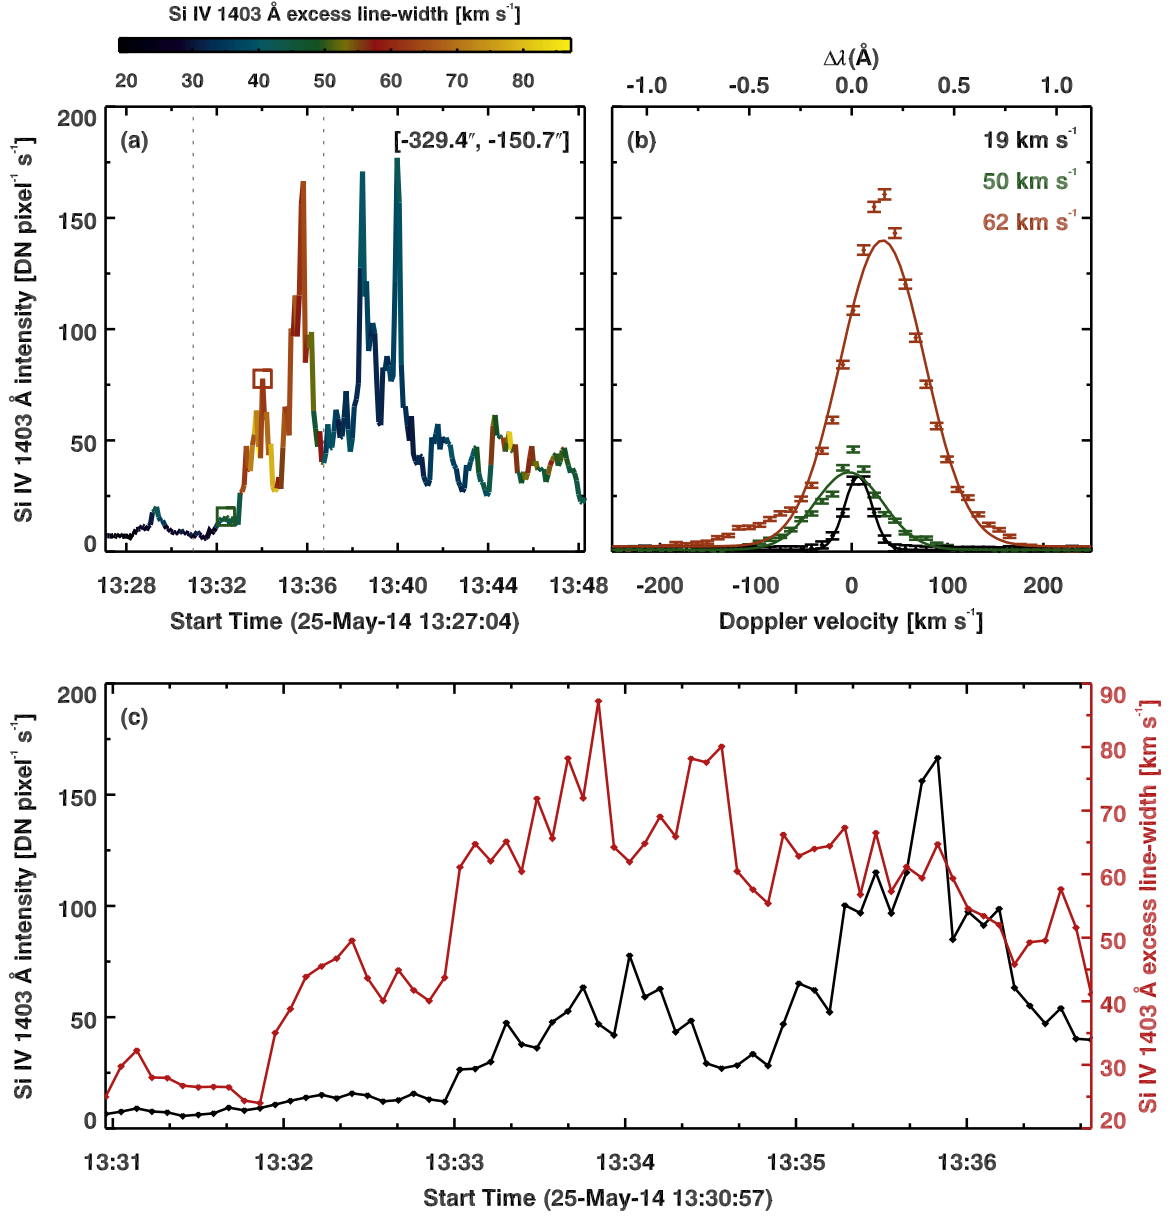 Si IV 1403 Å excess line-width [km s⁻¹]
20 30 40 50 60 70 80
Δλ(Å)
-1.0 -0.5 0.0 0.5 1.0
(a) [-329.4″, -150.7″]
(b) 19 km s⁻¹
50 km s⁻¹
62 km s⁻¹
Si IV 1403 Å intensity [DN pixel⁻¹ s⁻¹]
200
150
100
50
0
13:28 13:32 13:36 13:40 13:44 13:48
Start Time (25-May-14 13:27:04)
-200 -100 0 100 200
Doppler velocity [km s⁻¹]
(c)
Si IV 1403 Å intensity [DN pixel⁻¹ s⁻¹]
200
150
100
50
0
90
80
70
60
50
40
30
20
Si IV 1403 Å excess line-width [km s⁻¹]
13:31 13:32 13:33 13:34 13:35 13:36
Start Time (25-May-14 13:30:57)